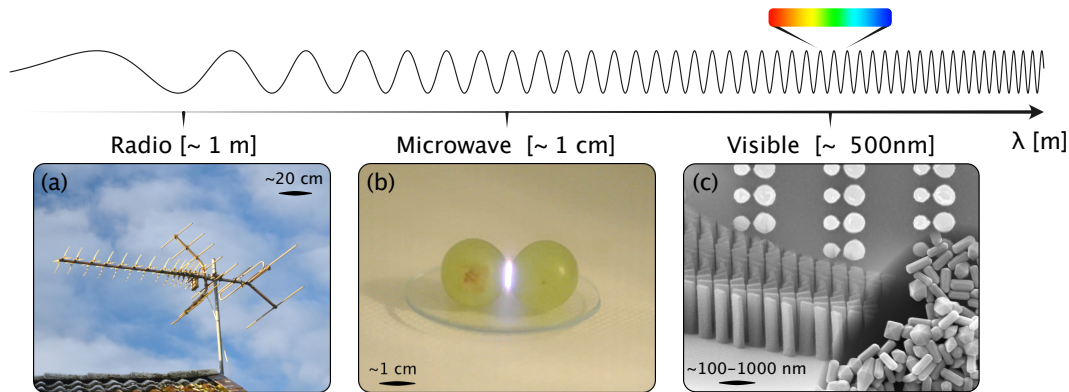 Radio [~ 1 m]
Microwave [~ 1 cm]
Visible [~ 500nm]
λ [m]
(a)
~20 cm
(b)
~1 cm
(c)
~100–1000 nm